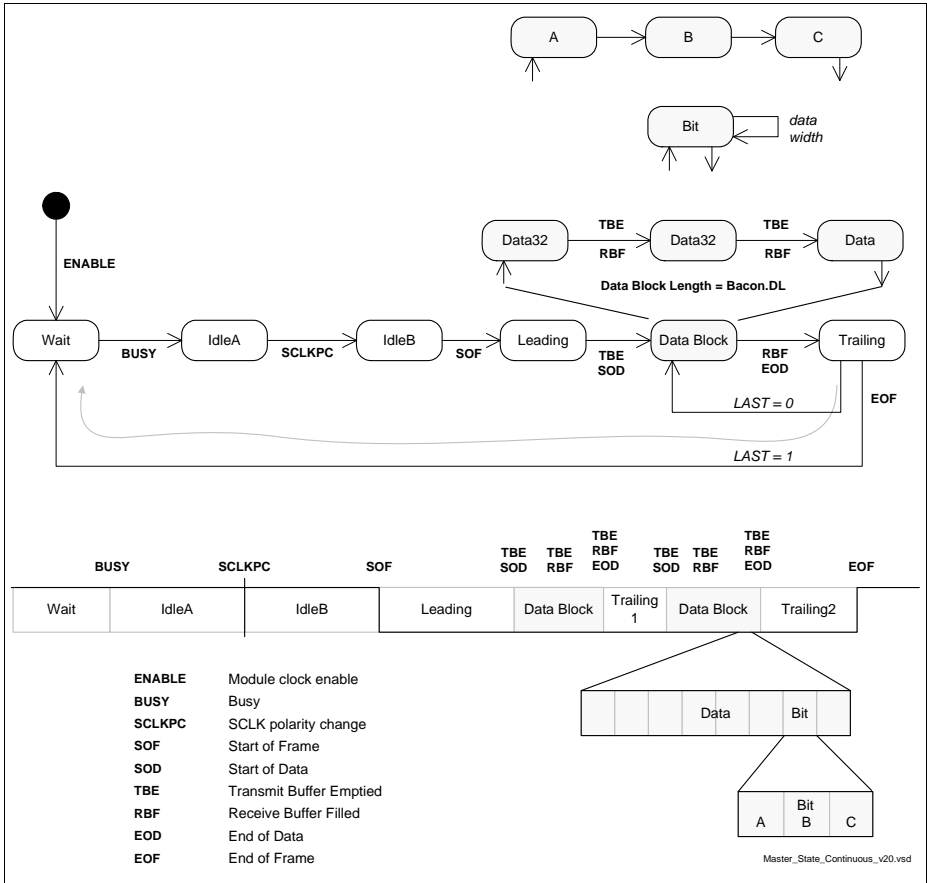 A B C
Bit
data
width
TBE TBE
Data32 Data32 Data
RBF RBF
ENABLE
Data Block Length = Bacon.DL
Wait IdleA IdleB Leading Data Block Trailing
BUSY SCLKPC SOF TBE RBF
SOD EOD
LAST = 0 EOF
LAST = 1
TBE TBE
TBE TBE RBF TBE TBE RBF
BUSY SCLKPC SOF SOD RBF EOD SOD RBF EOD EOF
Wait IdleA IdleB Leading Data Block Trailing 1 Data Block Trailing2
ENABLE Module clock enable
BUSY Busy
SCLKPC SCLK polarity change
SOF Start of Frame
SOD Start of Data
TBE Transmit Buffer Emptied
RBF Receive Buffer Filled
EOD End of Data
EOF End of Frame
Data Bit
Bit
A B C
Master_State_Continuous_v20.vsd